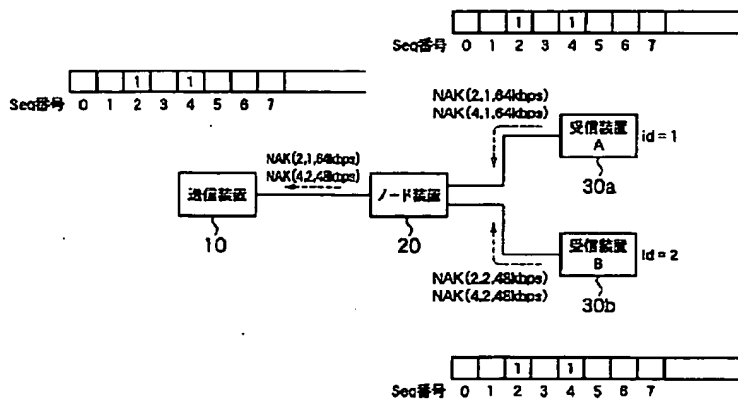 1 1
Seq番号 0 1 2 3 4 5 6 7
1 1
Seq番号 0 1 2 3 4 5 6 7
NAK(2,1,64kbps)
NAK(4,1,64kbps)
受信装置
A
id=1
30a
NAK(2,1,64kbps)
NAK(4,2,48kbps)
送信装置
10
ノード装置
20
受信装置
B
id=2
30b
NAK(2,2,48kbps)
NAK(4,2,48kbps)
1 1
Seq番号 0 1 2 3 4 5 6 7